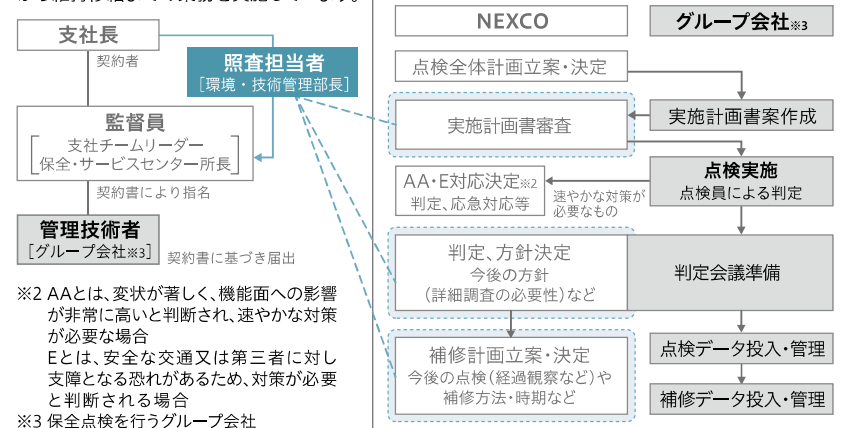 支社長
契約者
照査担当者
[環境・技術管理部長]
監督員
支社チームリーダー
保全・サービスセンター所長
契約書により指名
管理技術者
[グループ会社※3]
契約書に基づき届出
※2 AAとは、変状が著しく、機能面への影響
が非常に高いと判断され、速やかな対策
が必要な場合
Eとは、安全な交通又は第三者に対し
支障となる恐れがあるため、対策が必要
と判断される場合
※3 保全点検を行うグループ会社
NEXCO
グループ会社※3
点検全体計画立案・決定
実施計画書案作成
実施計画書審査
点検実施
点検員による判定
AA・E対応決定※2
判定、応急対応等
速やかな対策が
必要なもの
判定、方針決定
今後の方針
(詳細調査の必要性)など
判定会議準備
補修計画立案・決定
今後の点検(経過観察など)や
補修方法・時期など
点検データ投入・管理
補修データ投入・管理